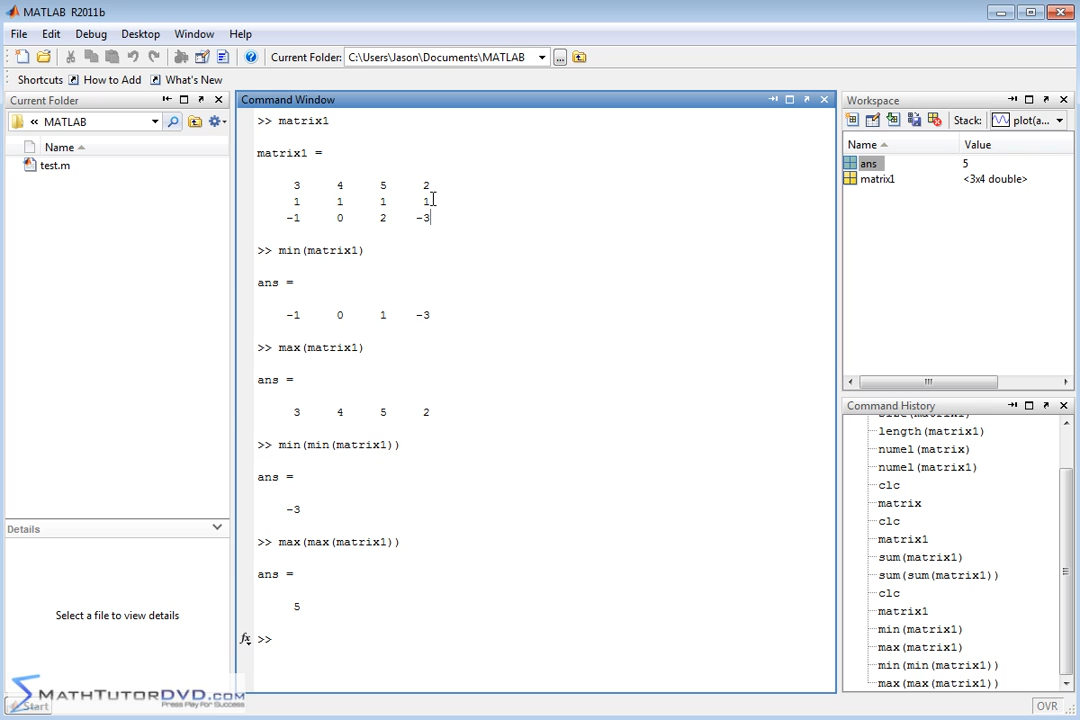 MATLAB R2011b
File Edit Debug Desktop Window Help
Current Folder: C:\Users\Jason\Documents\MATLAB ...
Shortcuts How to Add What's New
Current Folder
« MATLAB
Name
test.m
Details
Select a file to view details
Start
MATHTUTORDVD.COM
Press Play For Success
Command Window
>> matrix1
matrix1 =
3 4 5 2
1 1 1 1
-1 0 2 -3
>> min(matrix1)
ans =
-1 0 1 -3
>> max(matrix1)
ans =
3 4 5 2
>> min(min(matrix1))
ans =
-3
>> max(max(matrix1))
ans =
5
fx >>
Workspace
Stack: plot(a...
Name Value
ans 5
matrix1 <3x4 double>
Command History
size(matrix1)
length(matrix1)
numel(matrix)
numel(matrix1)
clc
matrix
clc
matrix1
sum(matrix1)
sum(sum(matrix1))
clc
matrix1
min(matrix1)
max(matrix1)
min(min(matrix1))
max(max(matrix1))
OVR